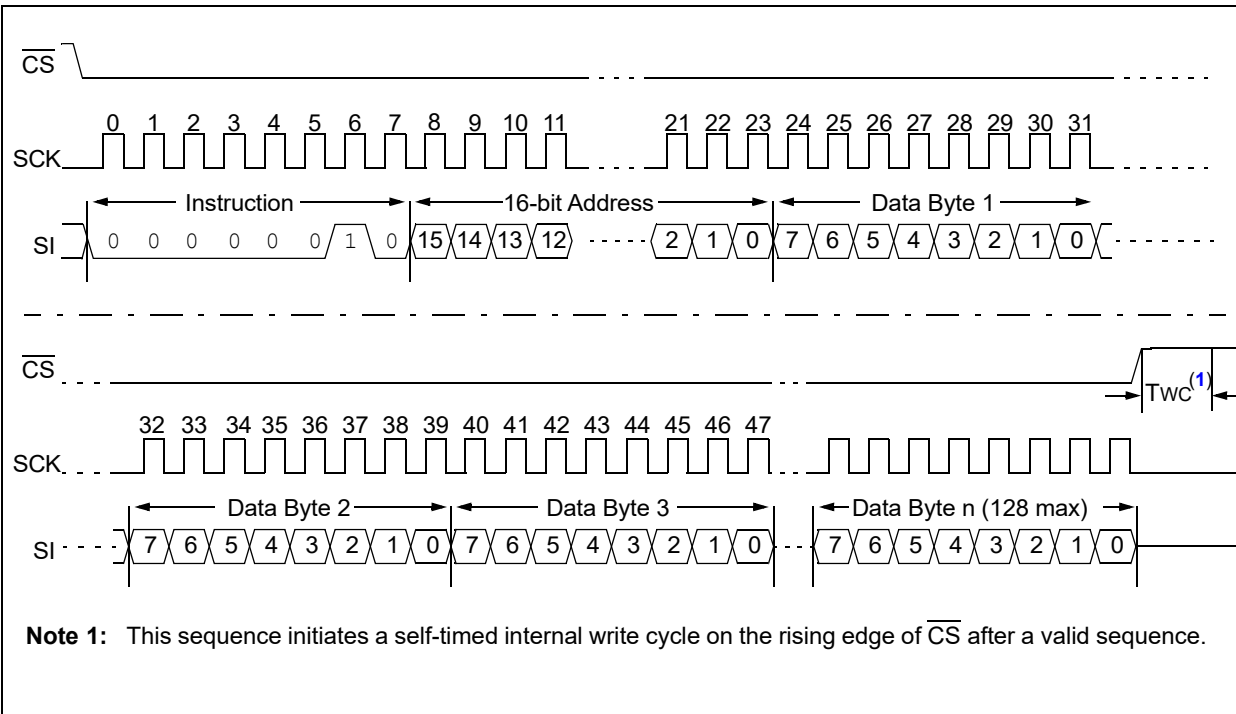 CS
0 1 2 3 4 5 6 7 8 9 10 11 21 22 23 24 25 26 27 28 29 30 31
SCK
Instruction 16-bit Address Data Byte 1
SI 0 0 0 0 0 0 1 0 15 14 13 12 2 1 0 7 6 5 4 3 2 1 0
CS
TWC(1)
32 33 34 35 36 37 38 39 40 41 42 43 44 45 46 47
SCK
Data Byte 2 Data Byte 3 Data Byte n (128 max)
SI 7 6 5 4 3 2 1 0 7 6 5 4 3 2 1 0 7 6 5 4 3 2 1 0
Note 1: This sequence initiates a self-timed internal write cycle on the rising edge of CS after a valid sequence.